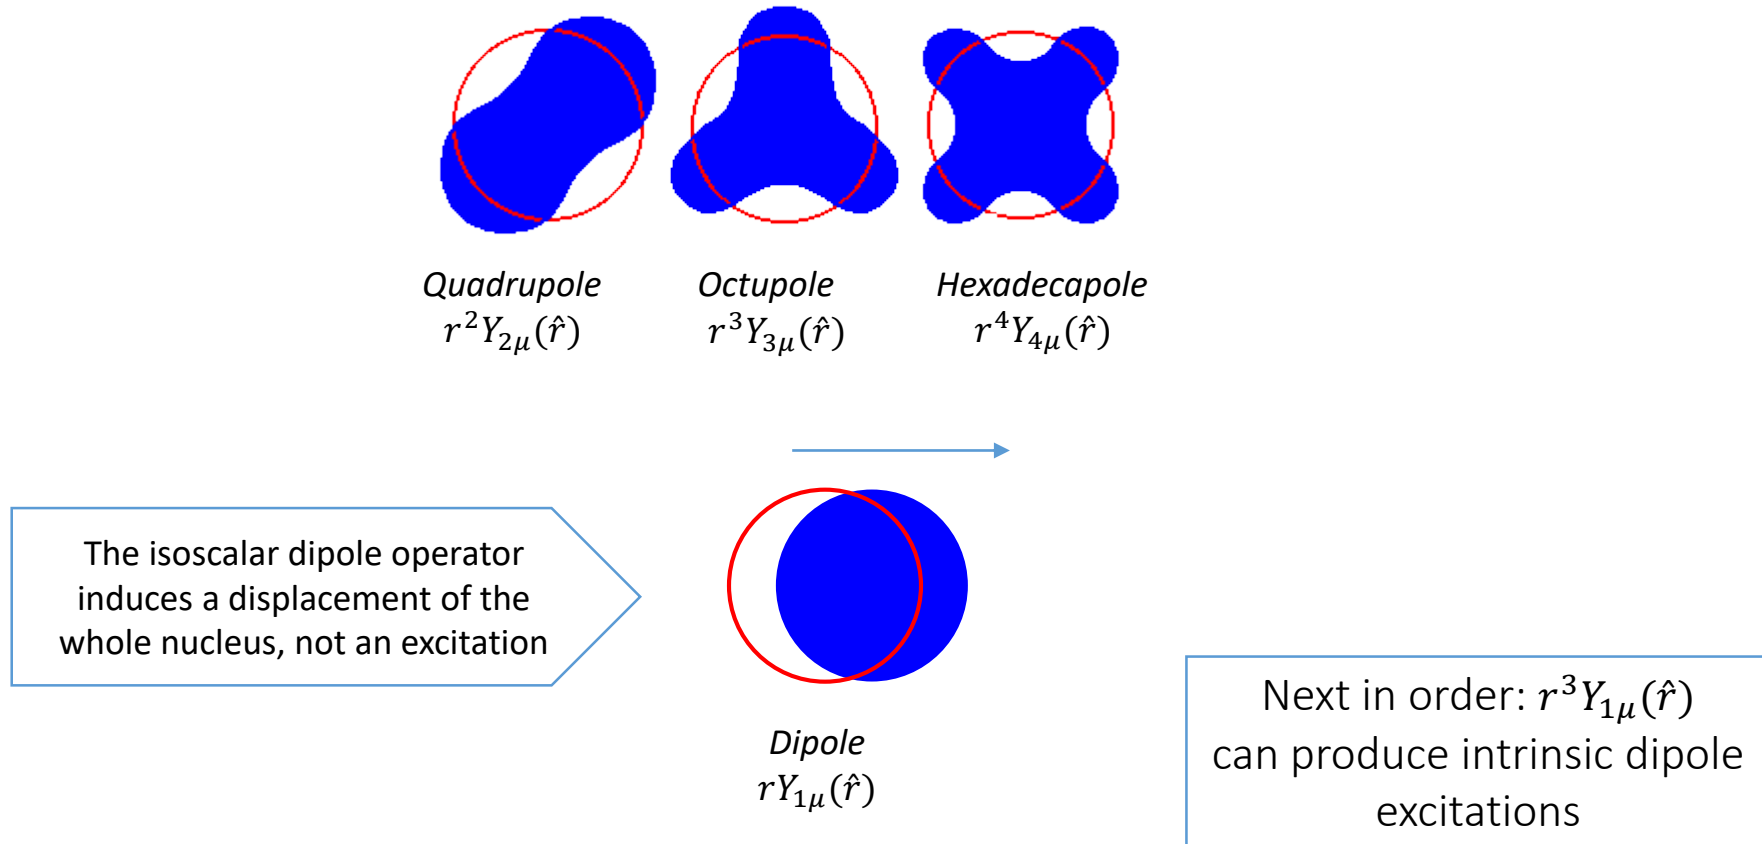 Quadrupole
r²Y₂μ(r̂)
Octupole
r³Y₃μ(r̂)
Hexadecapole
r⁴Y₄μ(r̂)
The isoscalar dipole operator
induces a displacement of the
whole nucleus, not an excitation
Dipole
rY₁μ(r̂)
Next in order: r³Y₁μ(r̂)
can produce intrinsic dipole
excitations